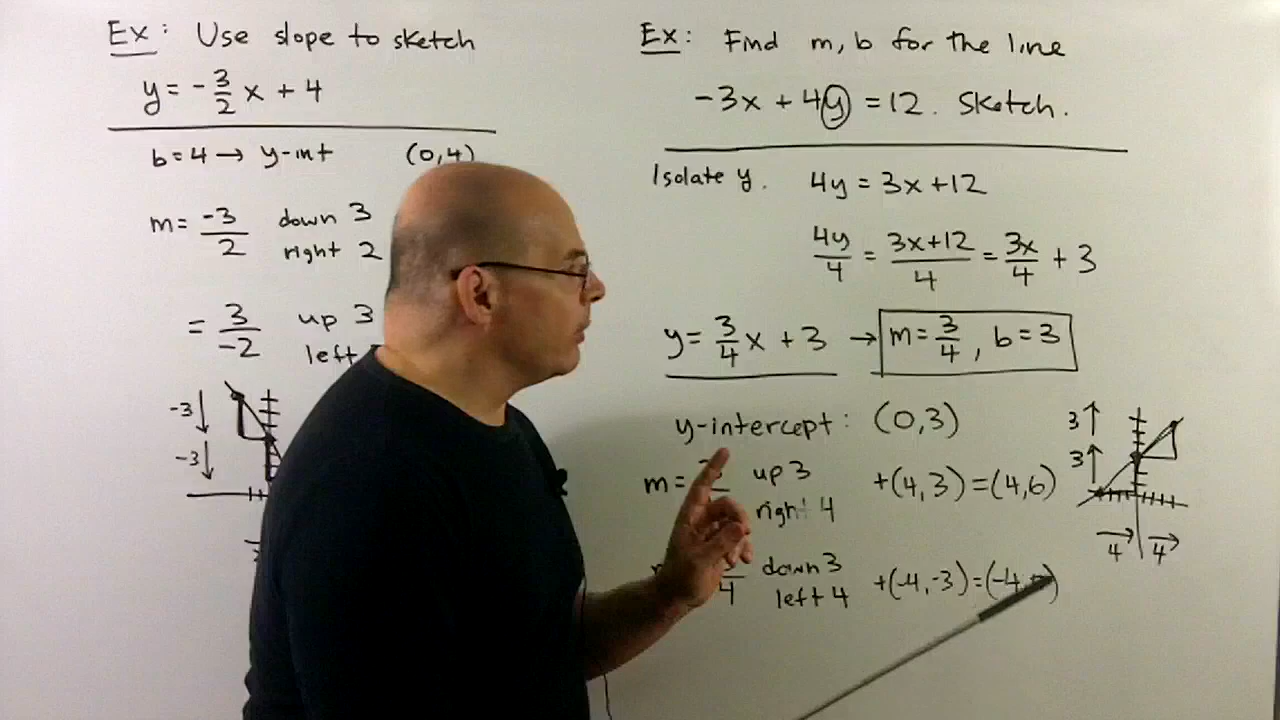 Ex: Use slope to sketch
y = -3/2 x + 4
b = 4 → y-int (0,4)
m = -3/2 down 3
right 2
= 3/-2 up 3
left
-3 ↓
-3 ↓
Ex: Find m, b for the line
-3x + 4y = 12. Sketch.
Isolate y. 4y = 3x+12
4y/4 = 3x+12/4 = 3x/4 + 3
y = 3/4 x + 3 → m = 3/4, b = 3
y-intercept: (0,3)
m = up 3
right 4 +(4,3)=(4,6)
down 3
4 left 4 +(-4,-3)=(-4,
3 ↑
3 ↑
→ 4 → 4